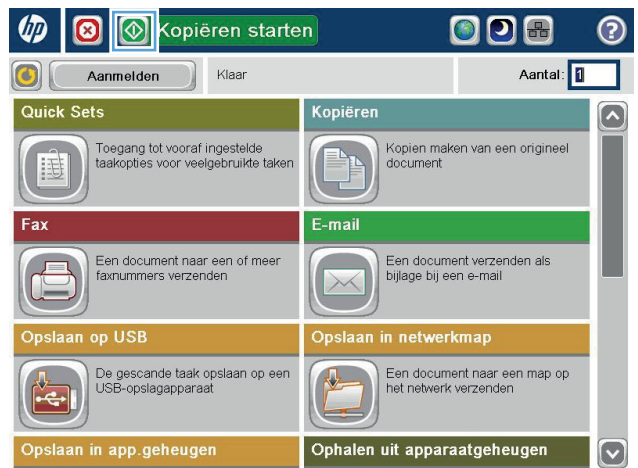 hp
Kopiëren starten
?
Aanmelden
Klaar
Aantal: 1
Quick Sets
Toegang tot vooraf ingestelde
taakopties voor veelgebruikte taken
Kopiëren
Kopien maken van een origineel
document
Fax
Een document naar een of meer
faxnummers verzenden
E-mail
Een document verzenden als
bijlage bij een e-mail
Opslaan op USB
De gescande taak opslaan op een
USB-opslagapparaat
Opslaan in netwerkmap
Een document naar een map op
het netwerk verzenden
Opslaan in app.geheugen
Ophalen uit apparaatgeheugen